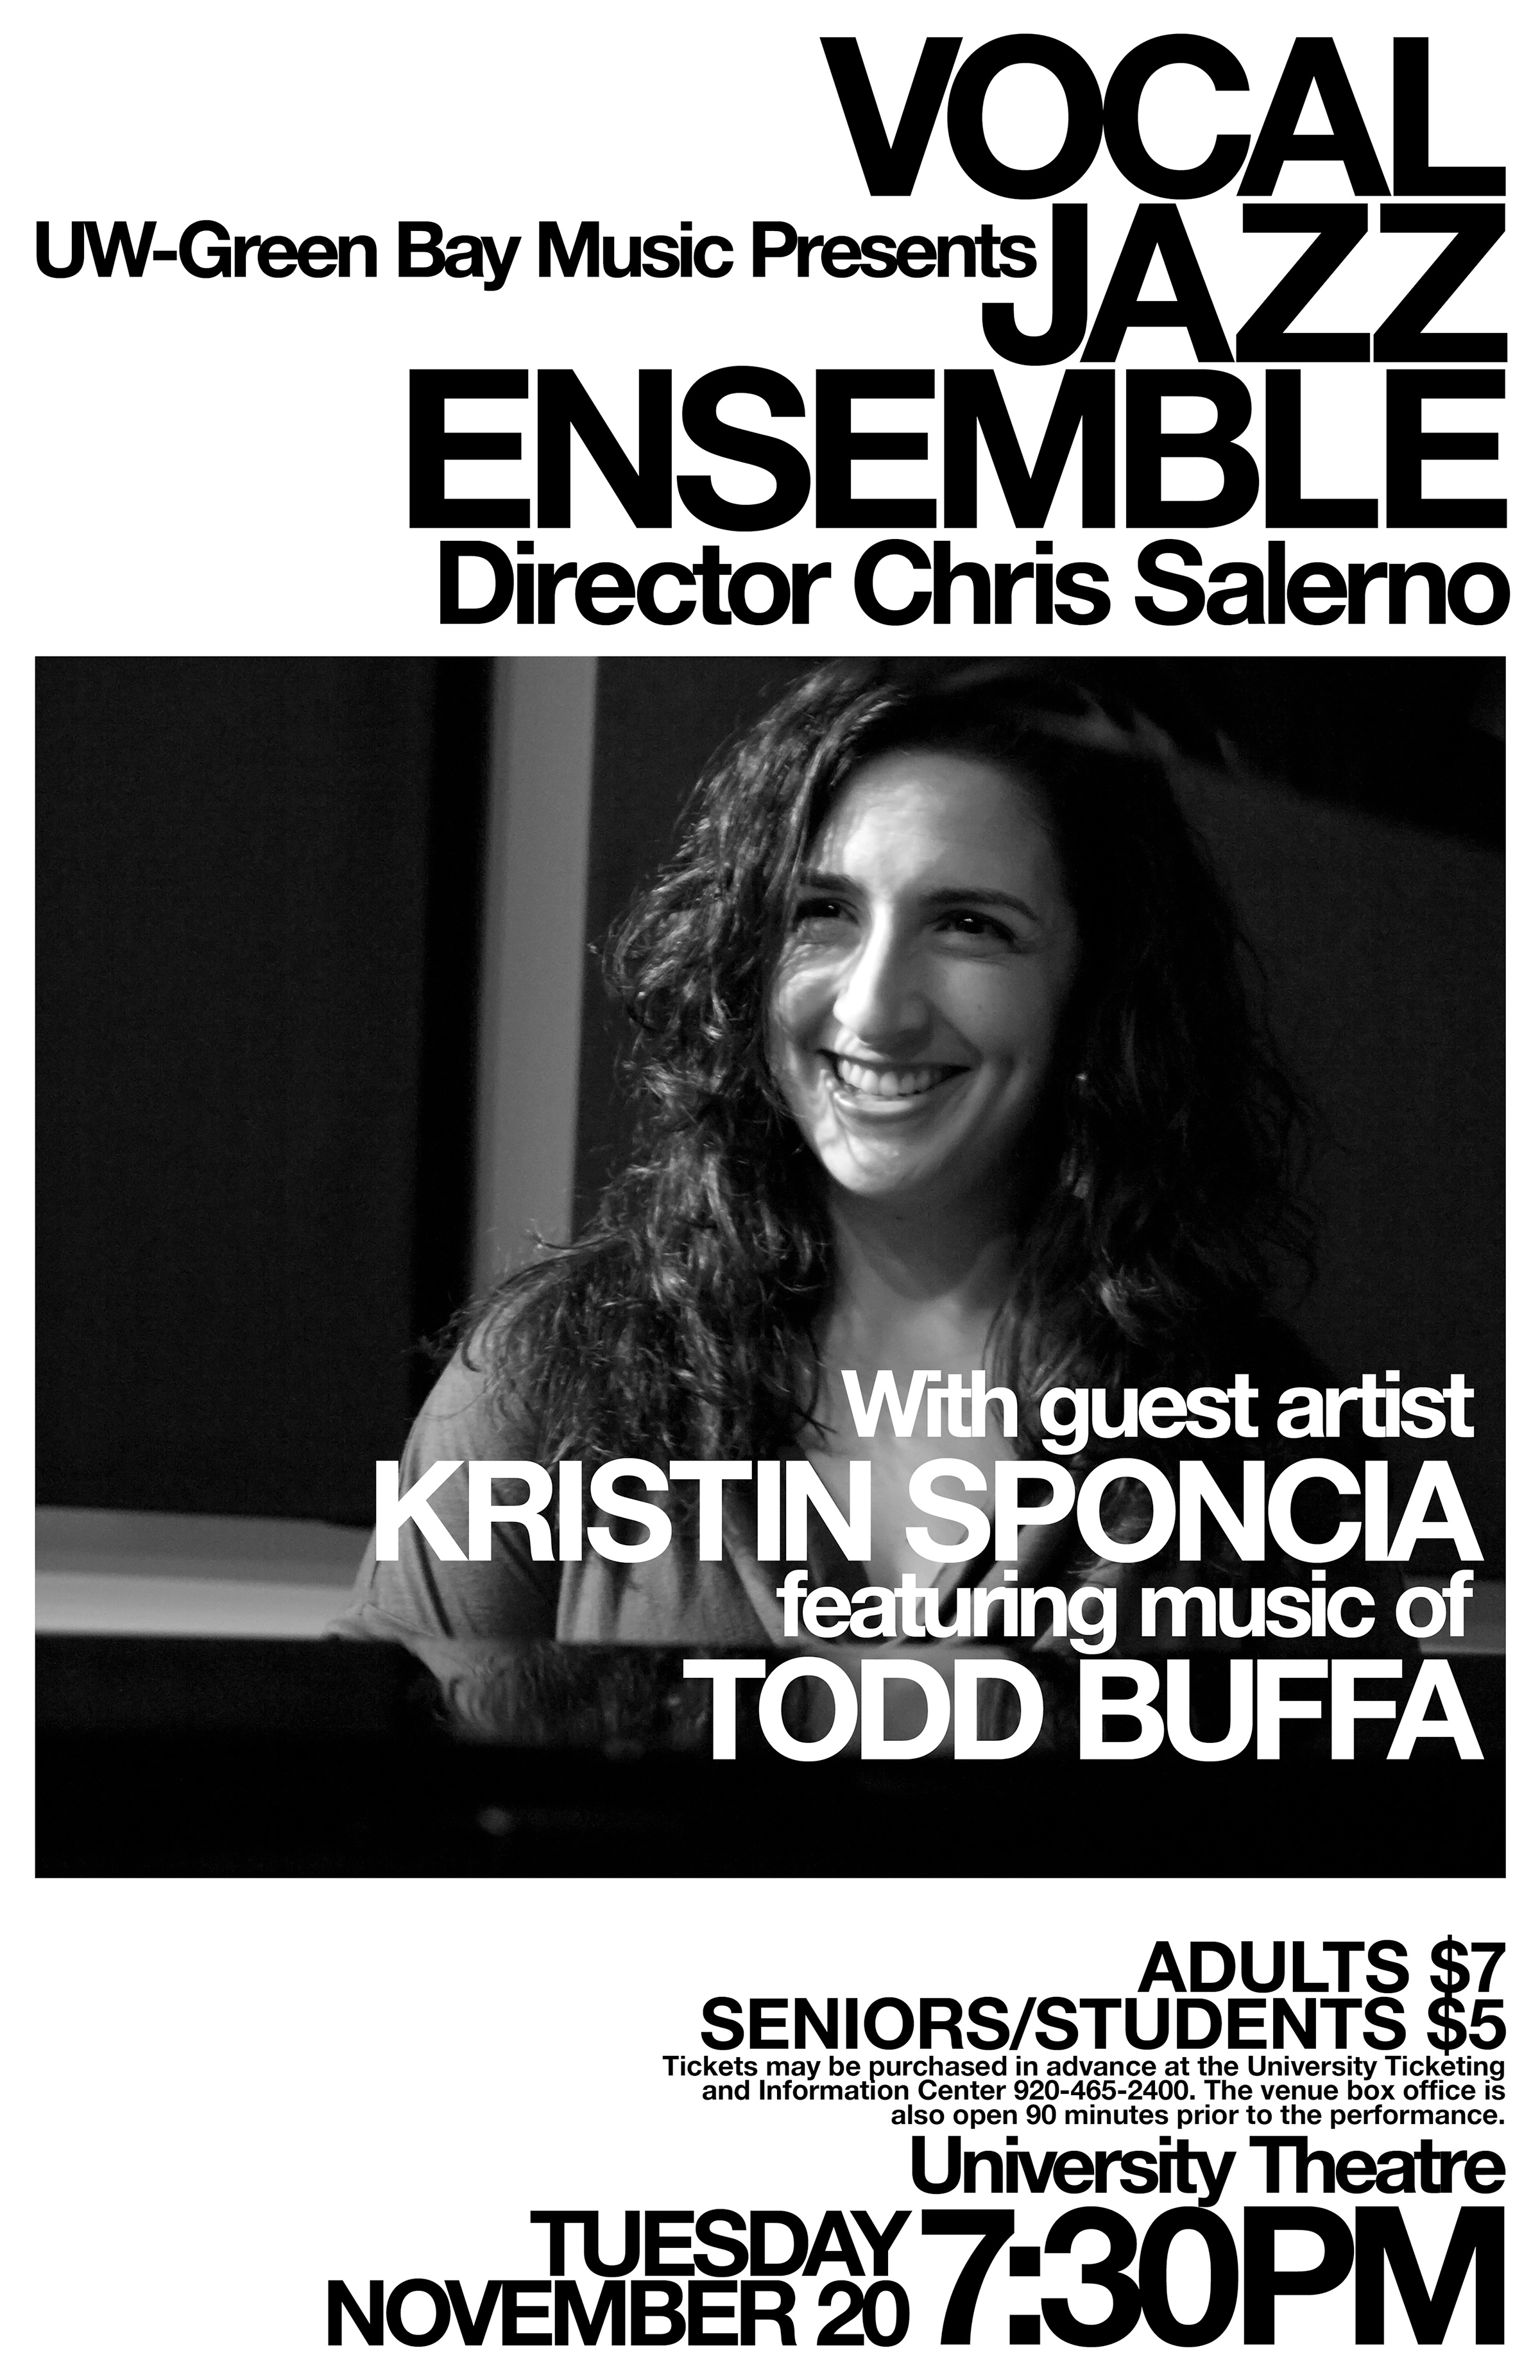 VOCAL
UW-Green Bay Music Presents JAZZ
ENSEMBLE
Director Chris Salerno
With guest artist
KRISTIN SPONCIA
featuring music of
TODD BUFFA
ADULTS $7
SENIORS/STUDENTS $5
Tickets may be purchased in advance at the University Ticketing
and Information Center 920-465-2400. The venue box office is
also open 90 minutes prior to the performance.
University Theatre
TUESDAY
NOVEMBER 20
7:30PM